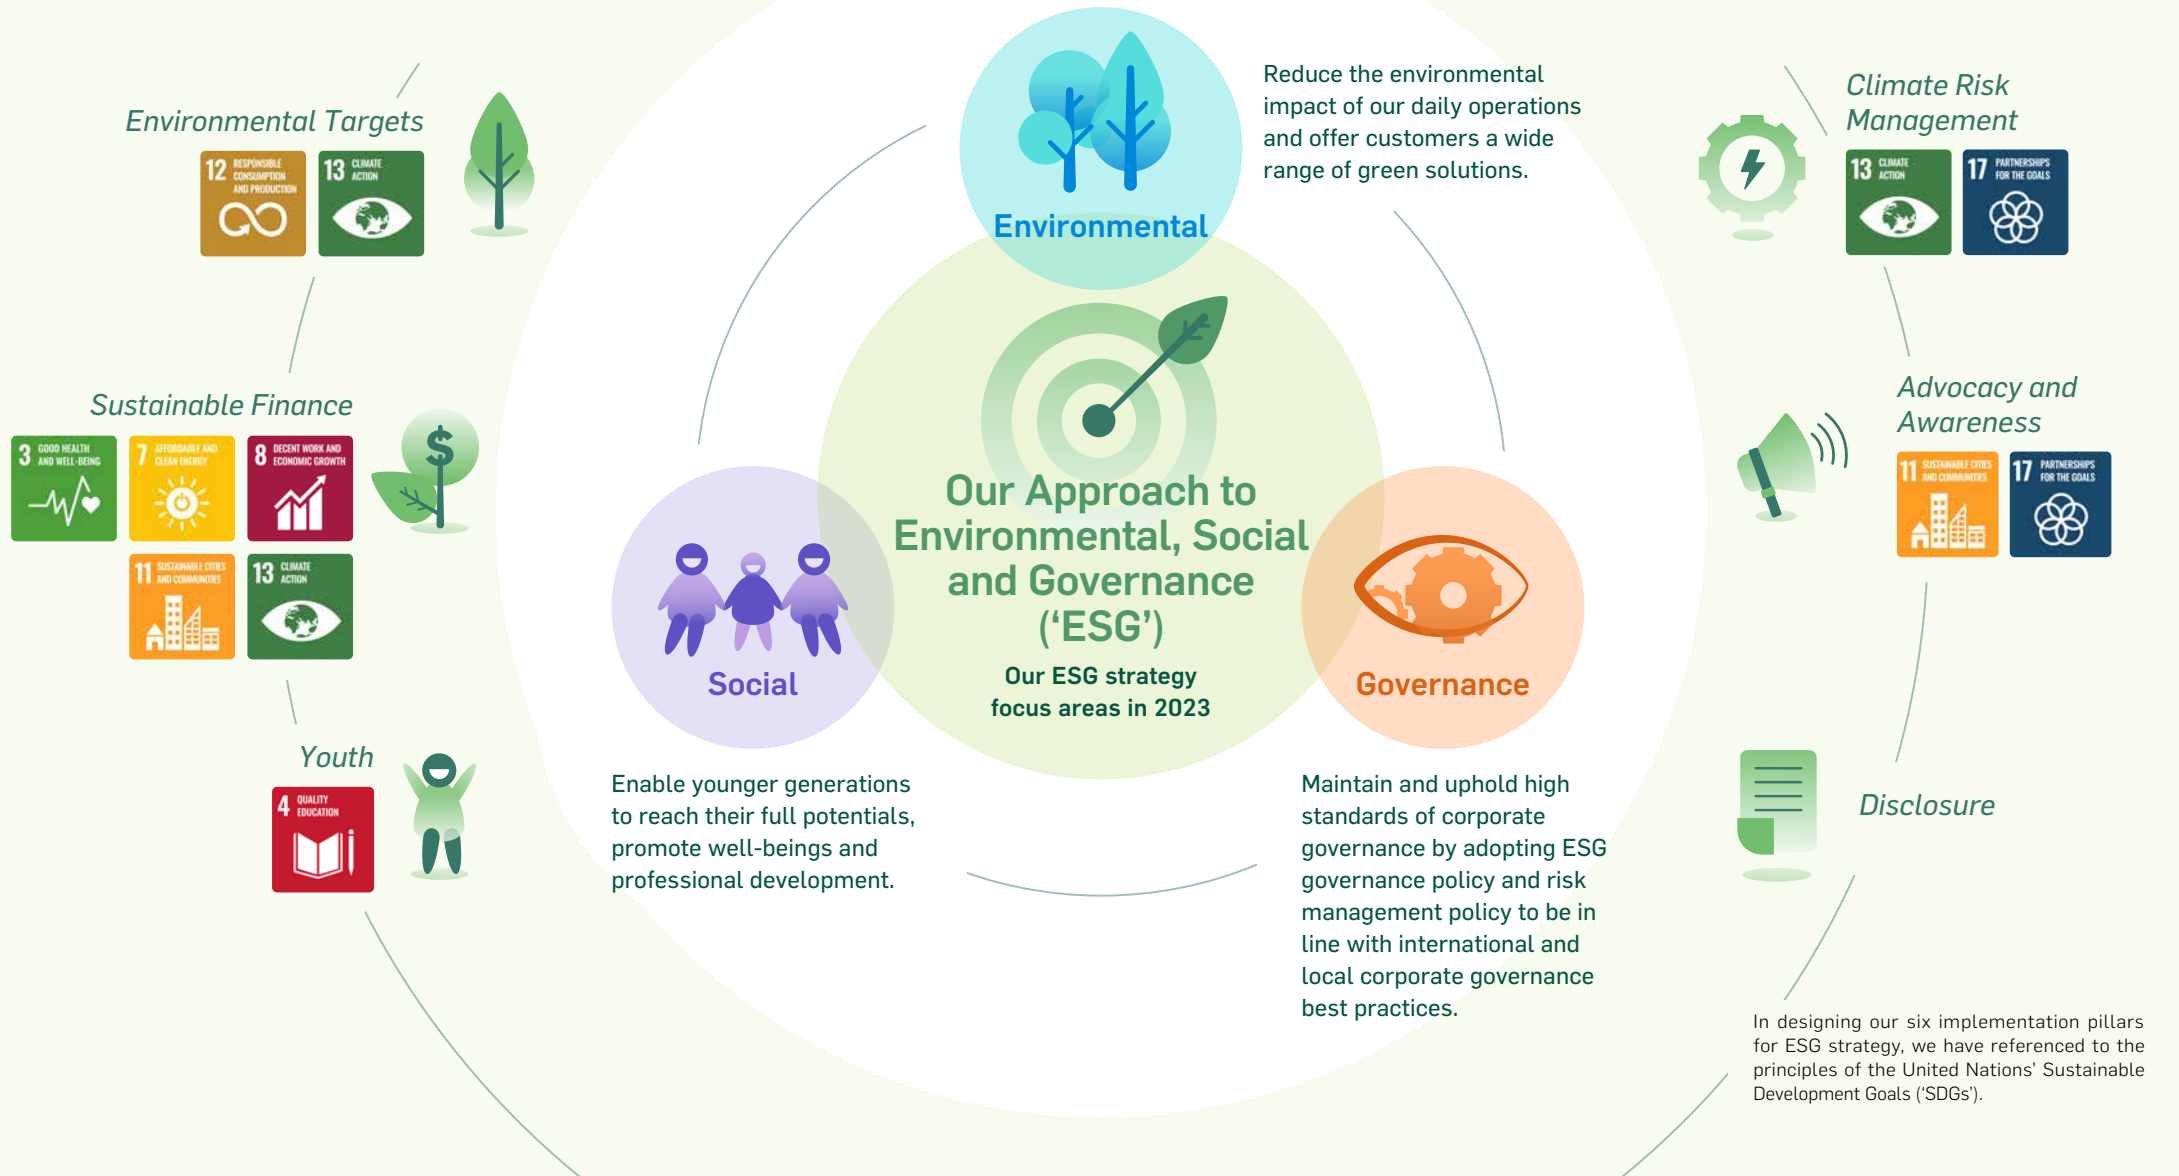 Environmental Targets
12 RESPONSIBLE
CONSUMPTION
AND PRODUCTION
13 CLIMATE
ACTION
Sustainable Finance
3 GOOD HEALTH
AND WELL-BEING
7 AFFORDABLE AND
CLEAN ENERGY
8 DECENT WORK AND
ECONOMIC GROWTH
$
11 SUSTAINABLE CITIES
AND COMMUNITIES
13 CLIMATE
ACTION
Youth
4 QUALITY
EDUCATION
Environmental
Reduce the environmental
impact of our daily operations
and offer customers a wide
range of green solutions.
Our Approach to
Environmental, Social
and Governance
(‘ESG’)
Our ESG strategy
focus areas in 2023
Social
Enable younger generations
to reach their full potentials,
promote well-beings and
professional development.
Governance
Maintain and uphold high
standards of corporate
governance by adopting ESG
governance policy and risk
management policy to be in
line with international and
local corporate governance
best practices.
Climate Risk
Management
13 CLIMATE
ACTION
17 PARTNERSHIPS
FOR THE GOALS
Advocacy and
Awareness
11 SUSTAINABLE CITIES
AND COMMUNITIES
17 PARTNERSHIPS
FOR THE GOALS
Disclosure
In designing our six implementation pillars
for ESG strategy, we have referenced to the
principles of the United Nations’ Sustainable
Development Goals (‘SDGs’).